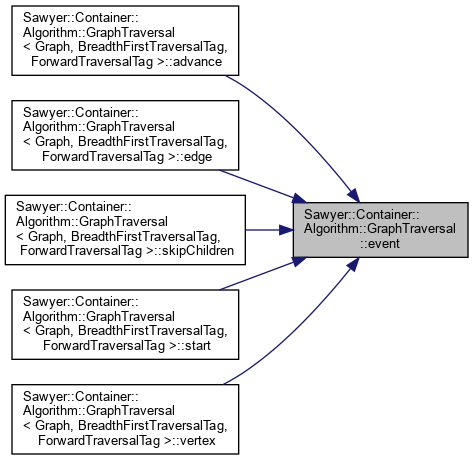 Sawyer::Container::
Algorithm::GraphTraversal
< Graph, BreadthFirstTraversalTag,
ForwardTraversalTag >::advance
Sawyer::Container::
Algorithm::GraphTraversal
< Graph, BreadthFirstTraversalTag,
ForwardTraversalTag >::edge
Sawyer::Container::
Algorithm::GraphTraversal
< Graph, BreadthFirstTraversalTag,
ForwardTraversalTag >::skipChildren
Sawyer::Container::
Algorithm::GraphTraversal
< Graph, BreadthFirstTraversalTag,
ForwardTraversalTag >::start
Sawyer::Container::
Algorithm::GraphTraversal
< Graph, BreadthFirstTraversalTag,
ForwardTraversalTag >::vertex
Sawyer::Container::
Algorithm::GraphTraversal
::event